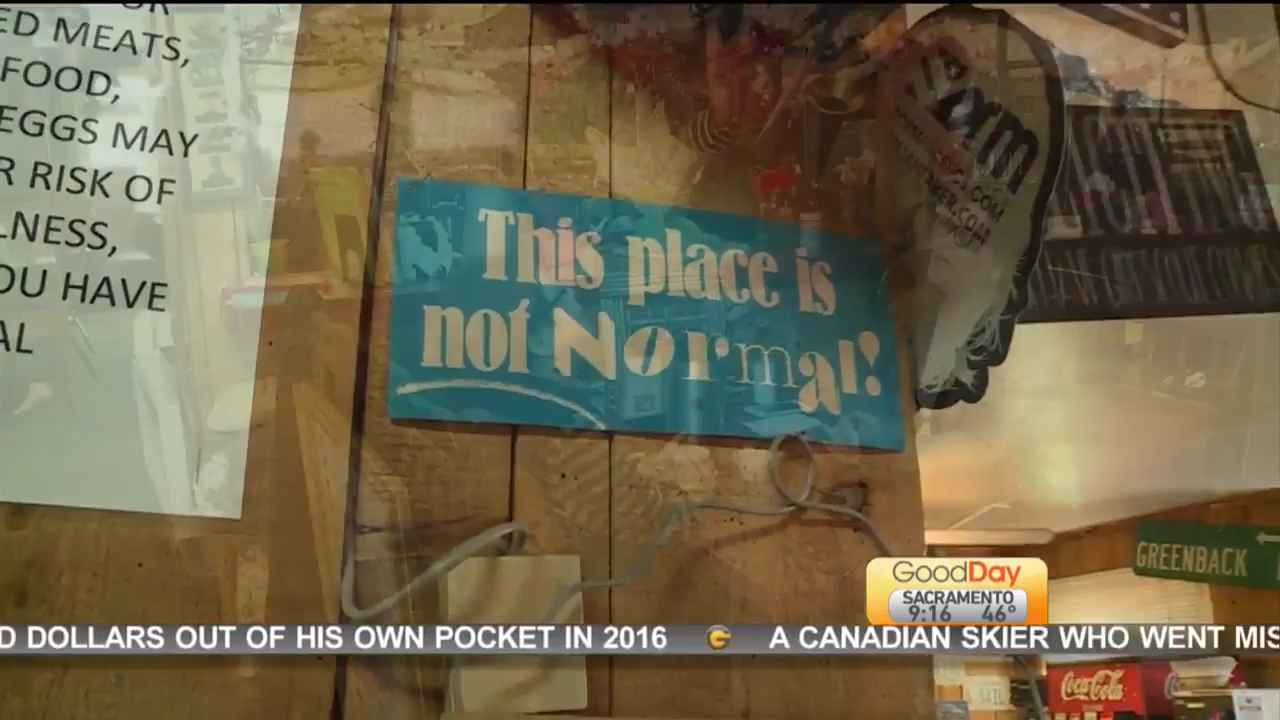 ED MEATS,
FOOD,
EGGS MAY
R RISK OF
LNESS,
OU HAVE
AL
This place is
not Normal!
GREENBACK
GoodDay
SACRAMENTO
9:16 46°
D DOLLARS OUT OF HIS OWN POCKET IN 2016 A CANADIAN SKIER WHO WENT MIS
Coca-Cola